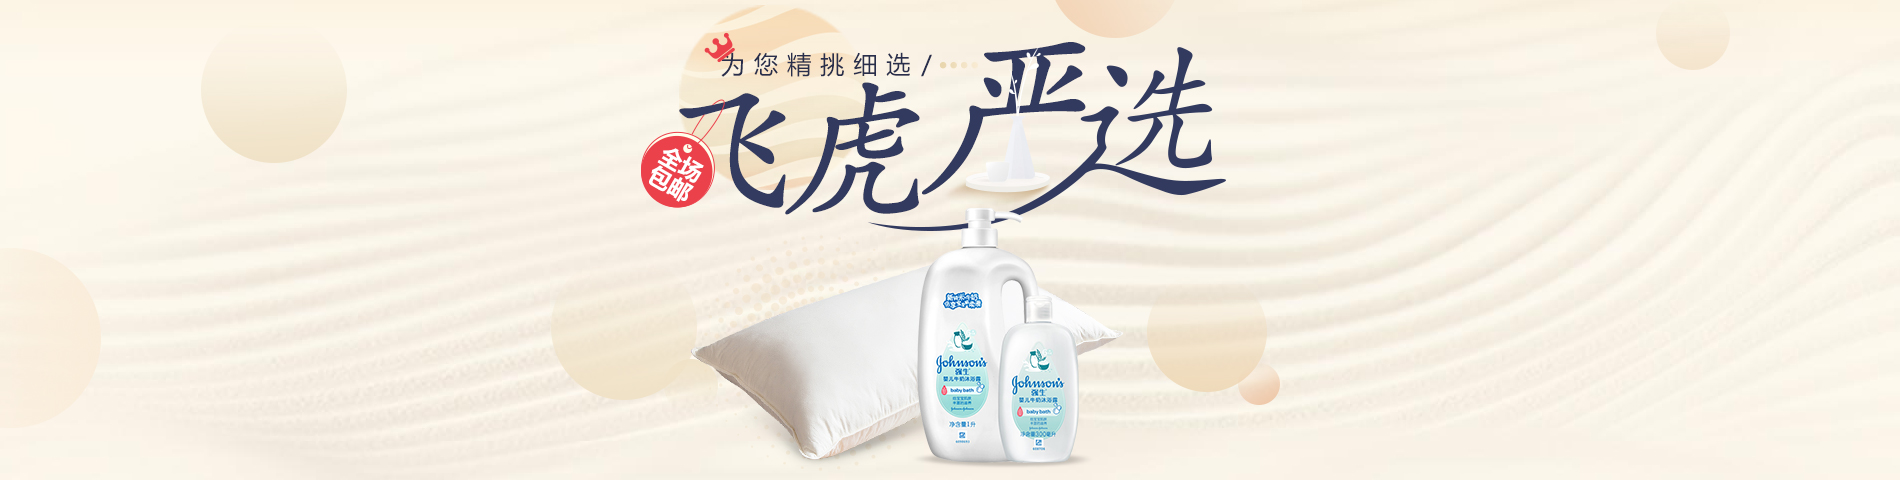 为您精挑细选/
飞虎严选
全场
包邮
Johnson's
强生
婴儿牛奶沐浴露
baby bath
净含量1升
Johnson's
强生
婴儿牛奶沐浴露
baby bath
净含量300毫升